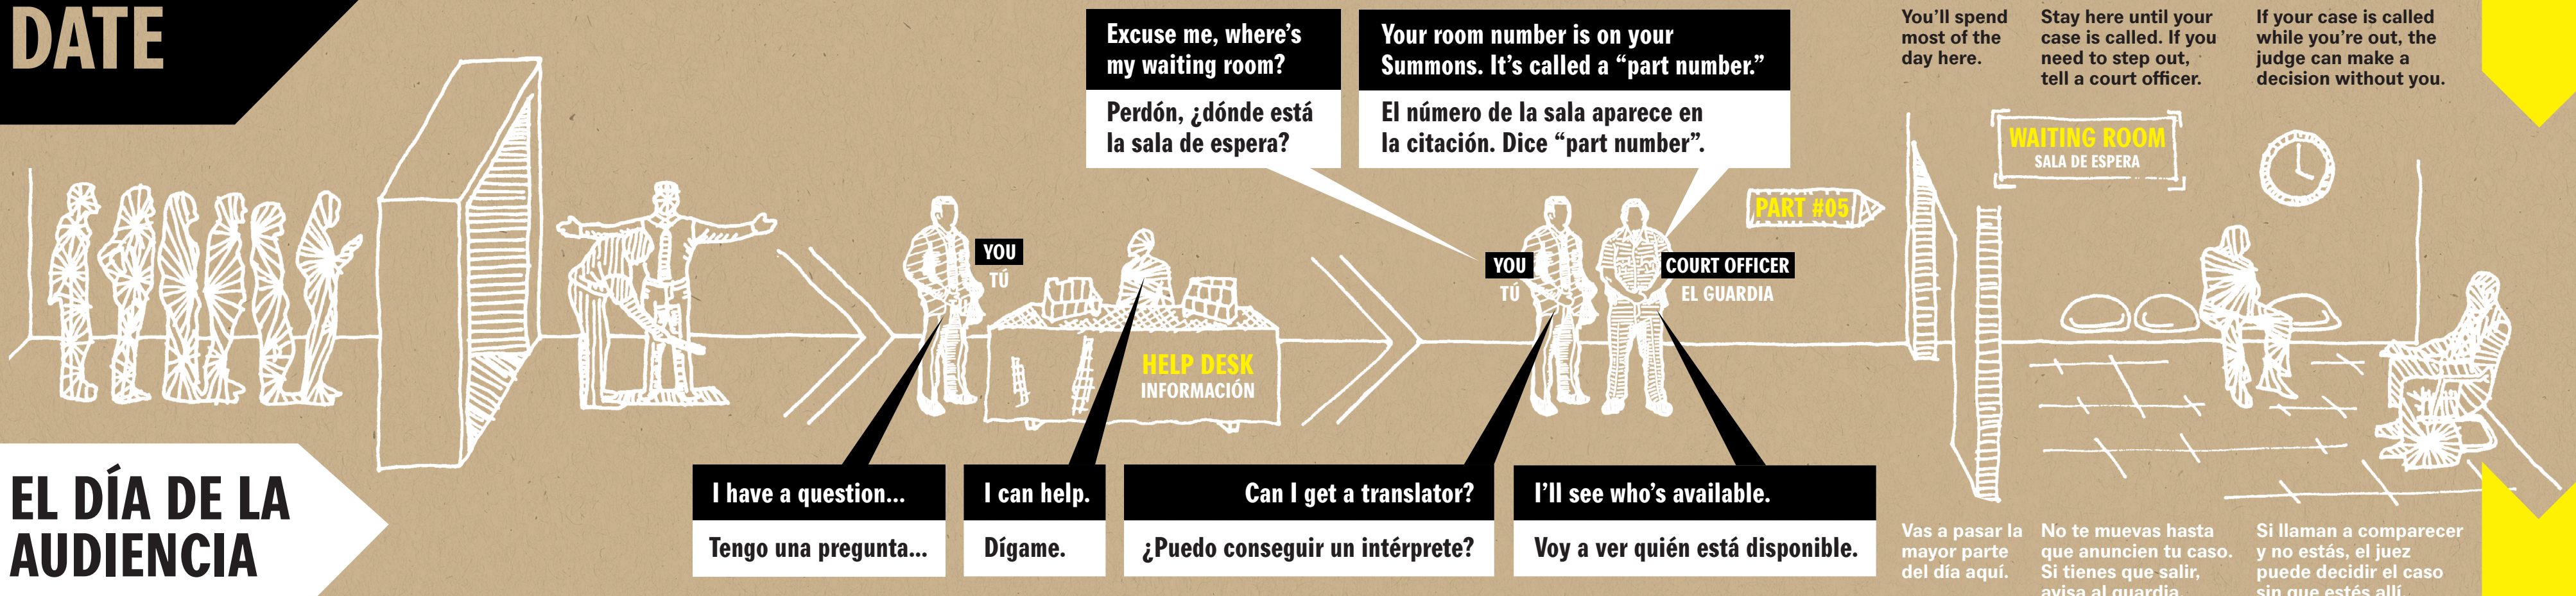 DATE
EL DÍA DE LA
AUDIENCIA
YOU
TÚ
HELP DESK
INFORMACIÓN
I have a question...
Tengo una pregunta...
I can help.
Dígame.
Excuse me, where's
my waiting room?
Perdón, ¿dónde está
la sala de espera?
Your room number is on your
Summons. It's called a “part number.”
El número de la sala aparece en
la citación. Dice “part number”.
YOU
TÚ
COURT OFFICER
EL GUARDIA
PART #05
Can I get a translator?
¿Puedo conseguir un intérprete?
I'll see who's available.
Voy a ver quién está disponible.
You'll spend
most of the
day here.
Stay here until your
case is called. If you
need to step out,
tell a court officer.
If your case is called
while you're out, the
judge can make a
decision without you.
WAITING ROOM
SALA DE ESPERA
Vas a pasar la
mayor parte
del día aquí.
No te muevas hasta
que anuncien tu caso.
Si tienes que salir,
avisa al guardia
Si llaman a comparecer
y no estás, el juez
puede decidir el caso
sin que estés allí